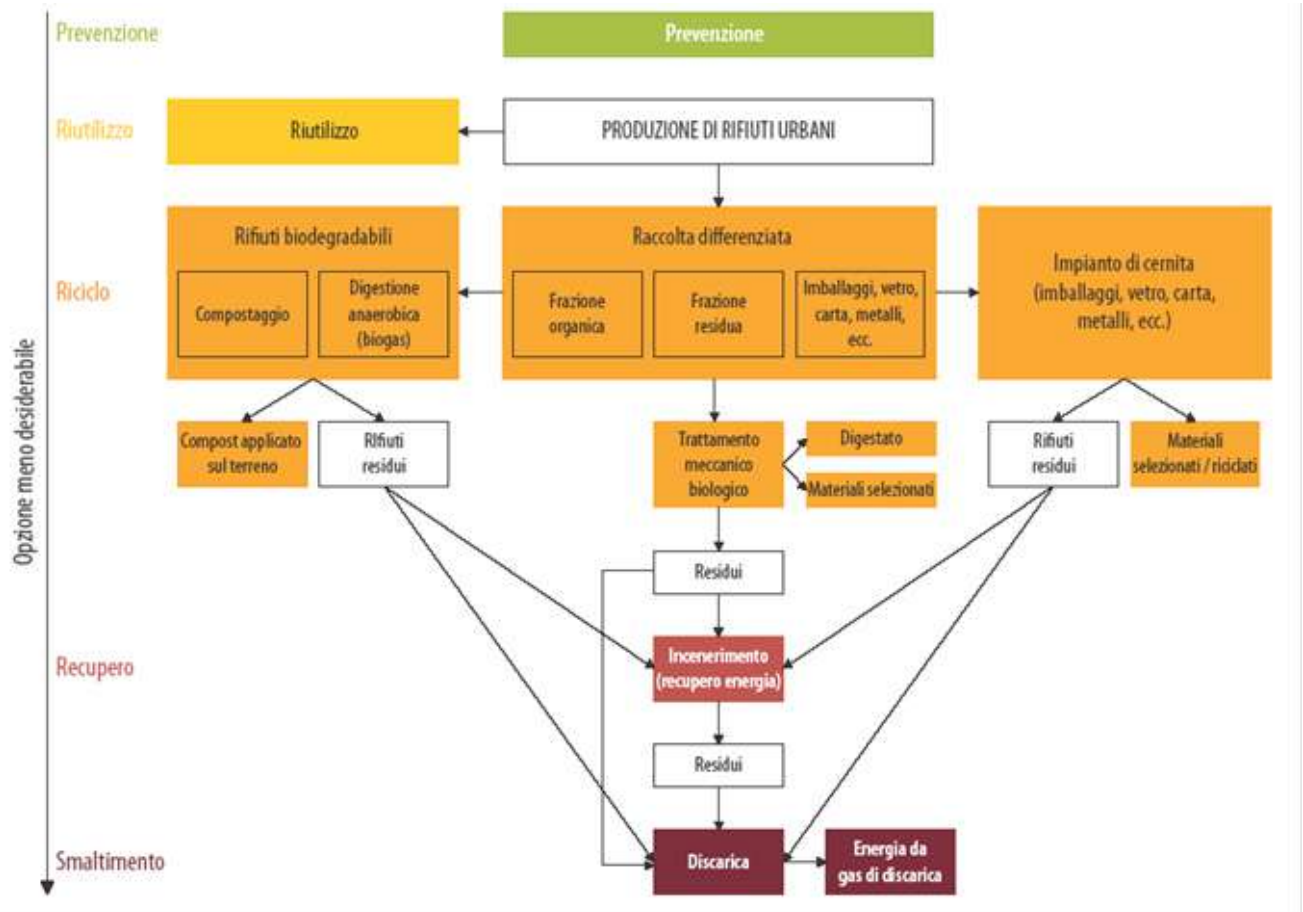 Prevenzione
Prevenzione
Riutilizzo
Riutilizzo
PRODUZIONE DI RIFIUTI URBANI
Riciclo
Rifiuti biodegradabili
Compostaggio
Digestione
anaerobica
(biogas)
Raccolta differenziata
Frazione
organica
Frazione
residua
Imballaggi, vetro,
carta, metalli,
ecc.
Impianto di cernita
(imballaggi, vetro, carta,
metalli, ecc.)
Opzione meno desiderabile
Compost applicato
sul terreno
RIfiuti
residui
Trattamento
meccanico
biologico
Digestato
Materiali selezionati
Rifiuti
residui
Materiali
selezionati / riciclati
Residui
Recupero
Incenerimento
(recupero energia)
Residui
Smaltimento
Discarica
Energia da
gas di discarica